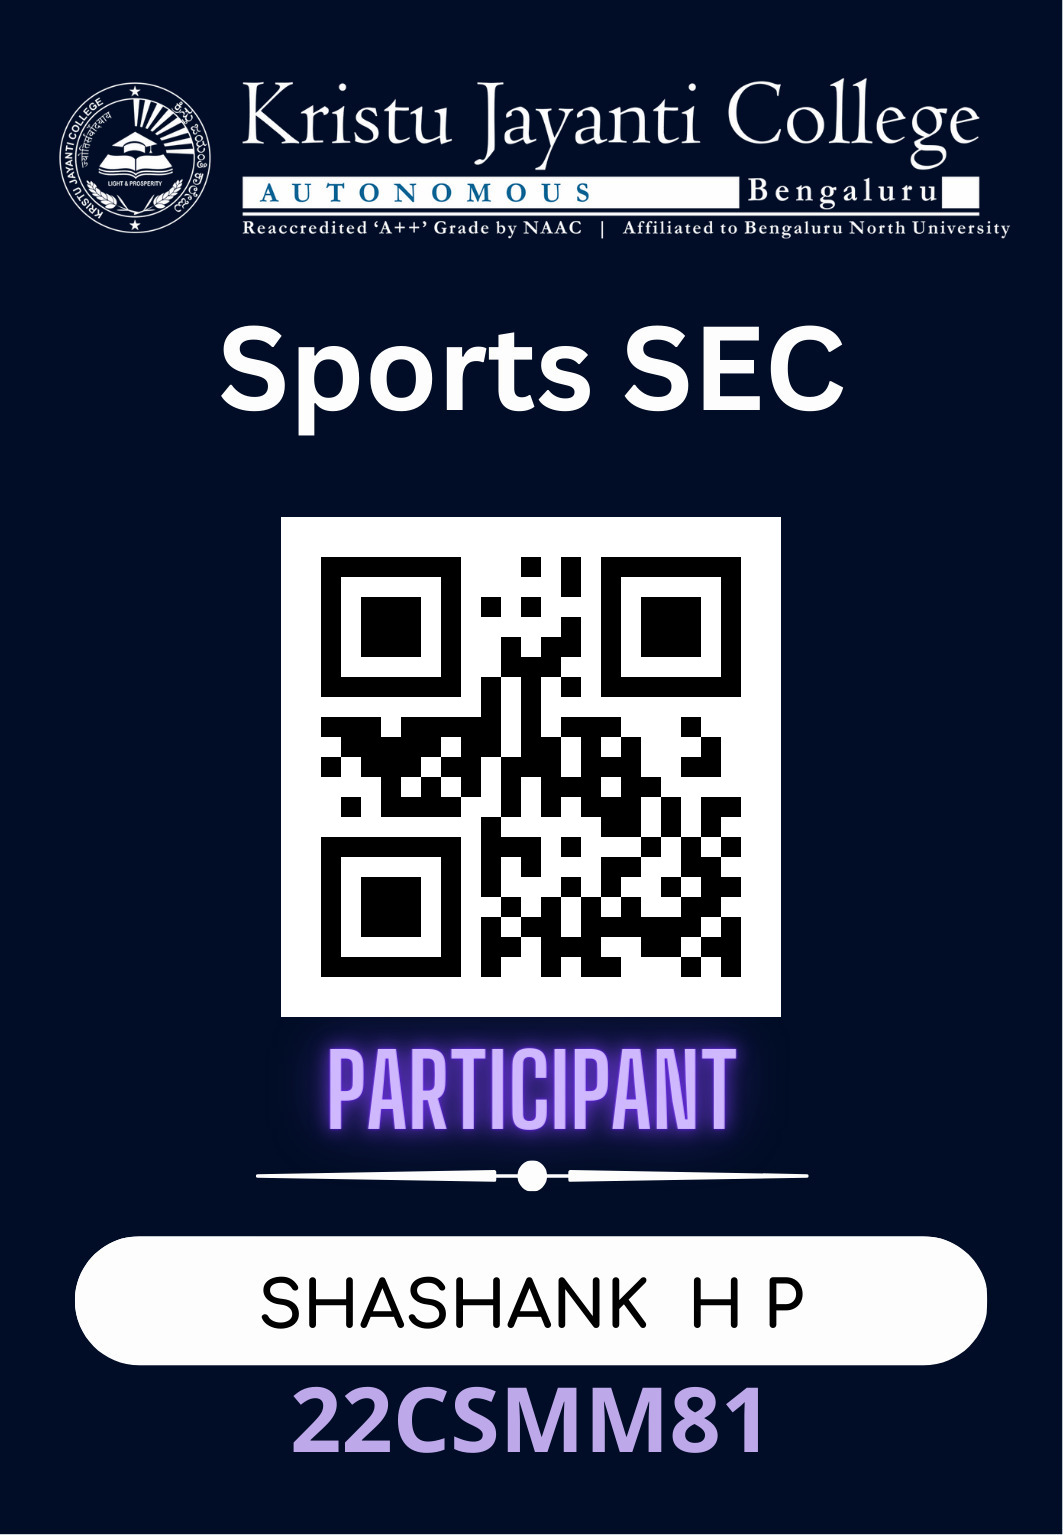 KRISTU JAYANTI COLLEGE
ಕ್ರಿಸ್ತು ಜಯಂತಿ ಕಾಲೇಜು
LIGHT & PROSPERITY
Kristu Jayanti College
AUTONOMOUS Bengaluru
Reaccredited ‘A++’ Grade by NAAC | Affiliated to Bengaluru North University
Sports SEC
PARTICIPANT
SHASHANK H P
22CSMM81